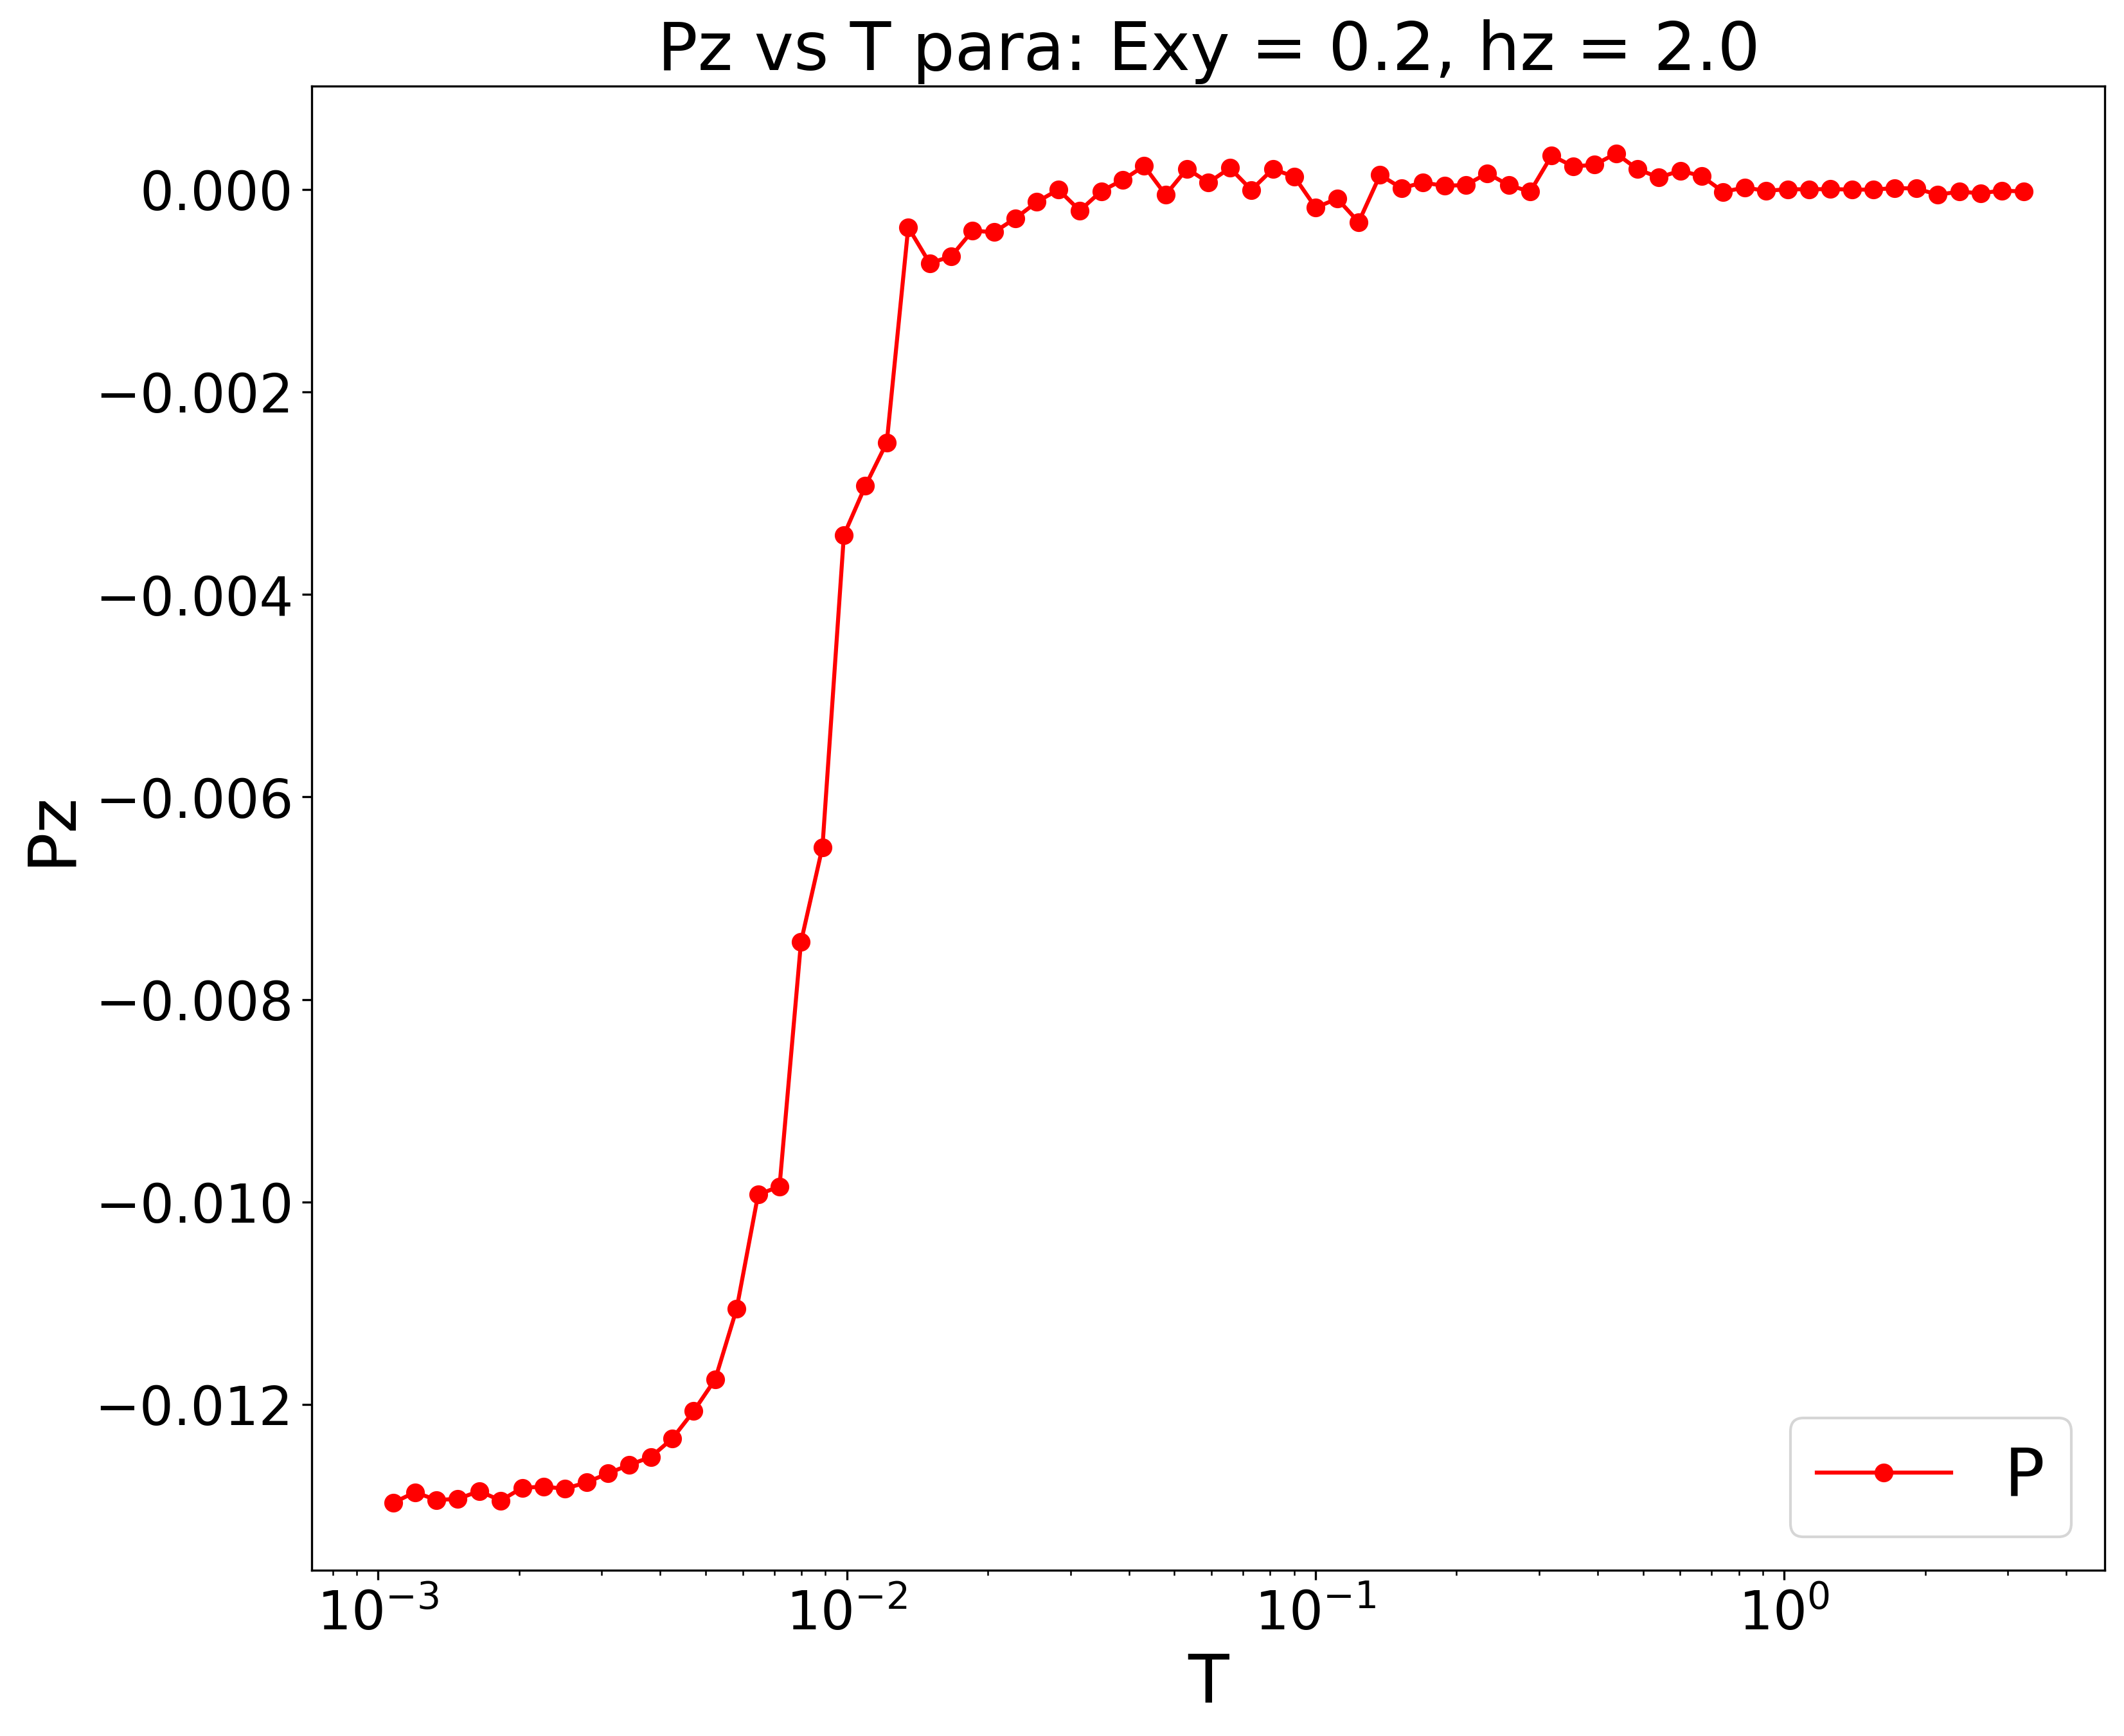 Pz vs T para: Exy = 0.2, hz = 2.0
0.000
−0.002
−0.004
−0.006
−0.008
−0.010
−0.012
Pz
P
10⁻³ 10⁻² 10⁻¹ 10⁰
T